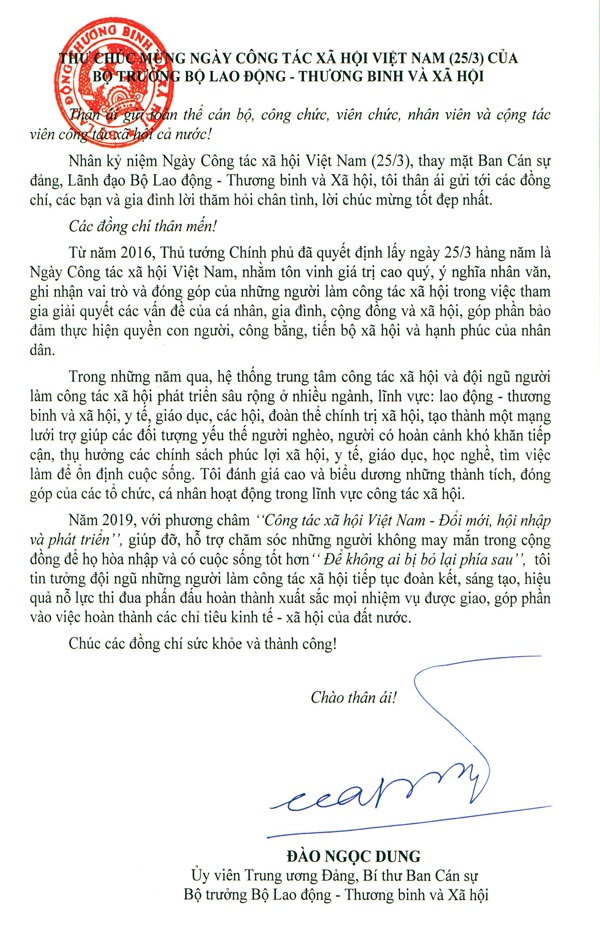 THƯ CHÚC MỪNG NGÀY CÔNG TÁC XÃ HỘI VIỆT NAM (25/3) CỦA
BỘ TRƯỞNG BỘ LAO ĐỘNG - THƯƠNG BINH VÀ XÃ HỘI
Thân ái gửi toàn thể cán bộ, công chức, viên chức, nhân viên và cộng tác
viên công tác xã hội cả nước!
Nhân kỷ niệm Ngày Công tác xã hội Việt Nam (25/3), thay mặt Ban Cán sự
đảng, Lãnh đạo Bộ Lao động - Thương binh và Xã hội, tôi thân ái gửi tới các đồng
chí, các bạn và gia đình lời thăm hỏi chân tình, lời chúc mừng tốt đẹp nhất.
Các đồng chí thân mến!
Từ năm 2016, Thủ tướng Chính phủ đã quyết định lấy ngày 25/3 hàng năm là
Ngày Công tác xã hội Việt Nam, nhằm tôn vinh giá trị cao quý, ý nghĩa nhân văn,
ghi nhận vai trò và đóng góp của những người làm công tác xã hội trong việc tham
gia giải quyết các vấn đề của cá nhân, gia đình, cộng đồng và xã hội, góp phần bảo
đảm thực hiện quyền con người, công bằng, tiến bộ xã hội và hạnh phúc của nhân
dân.
Trong những năm qua, hệ thống trung tâm công tác xã hội và đội ngũ người
làm công tác xã hội phát triển sâu rộng ở nhiều ngành, lĩnh vực: lao động - thương
binh và xã hội, y tế, giáo dục, các hội, đoàn thể chính trị xã hội, tạo thành một mạng
lưới trợ giúp các đối tượng yếu thế người nghèo, người có hoàn cảnh khó khăn tiếp
cận, thụ hưởng các chính sách phúc lợi xã hội, y tế, giáo dục, học nghề, tìm việc
làm để ổn định cuộc sống. Tôi đánh giá cao và biểu dương những thành tích, đóng
góp của các tổ chức, cá nhân hoạt động trong lĩnh vực công tác xã hội.
Năm 2019, với phương châm ''Công tác xã hội Việt Nam - Đổi mới, hội nhập
và phát triển'', giúp đỡ, hỗ trợ chăm sóc những người không may mắn trong cộng
đồng để họ hòa nhập và có cuộc sống tốt hơn'' Để không ai bị bỏ lại phía sau'', tôi
tin tưởng đội ngũ những người làm công tác xã hội tiếp tục đoàn kết, sáng tạo, hiệu
quả nỗ lực thi đua phấn đấu hoàn thành xuất sắc mọi nhiệm vụ được giao, góp phần
vào việc hoàn thành các chỉ tiêu kinh tế - xã hội của đất nước.
Chúc các đồng chí sức khỏe và thành công!
Chào thân ái!
ĐÀO NGỌC DUNG
Ủy viên Trung ương Đảng, Bí thư Ban Cán sự
Bộ trưởng Bộ Lao động - Thương binh và Xã hội